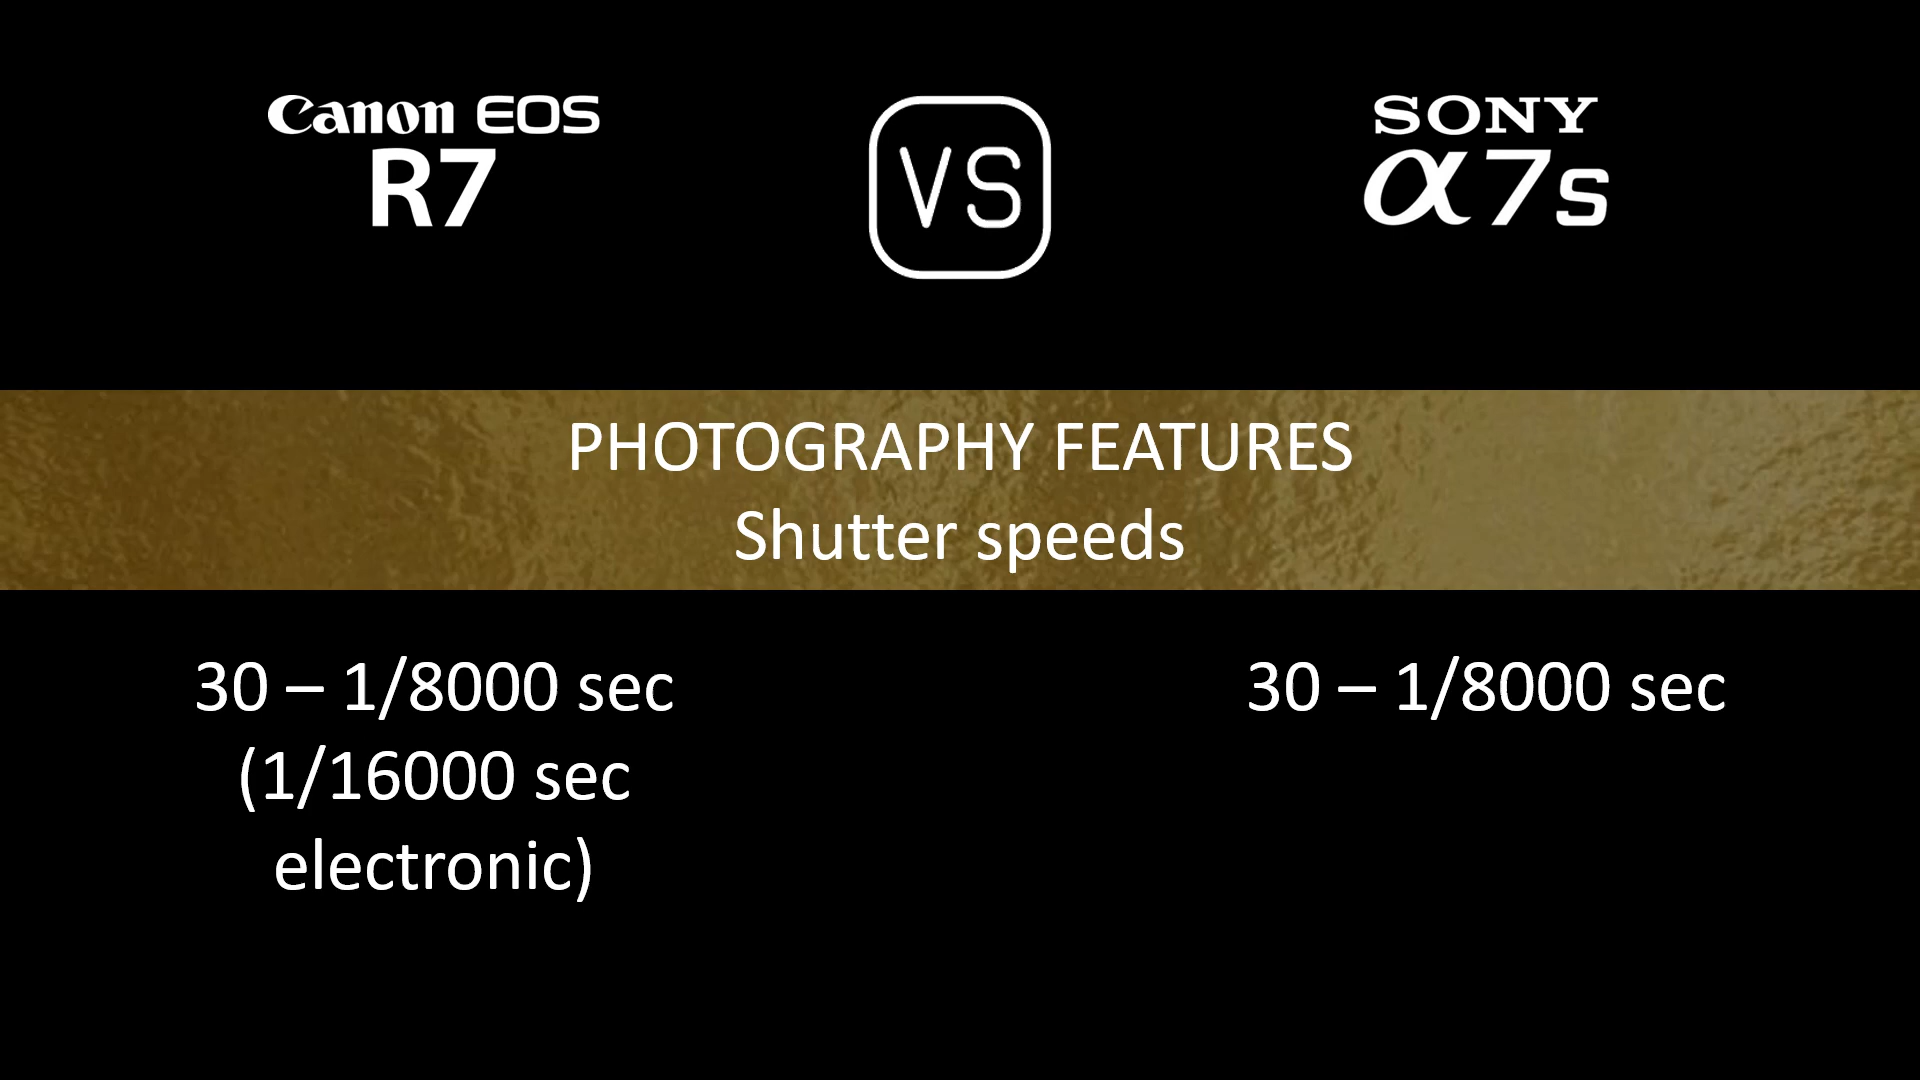 Canon EOS
R7
VS
SONY
α7s
PHOTOGRAPHY FEATURES
Shutter speeds
30 – 1/8000 sec
(1/16000 sec
electronic)
30 – 1/8000 sec